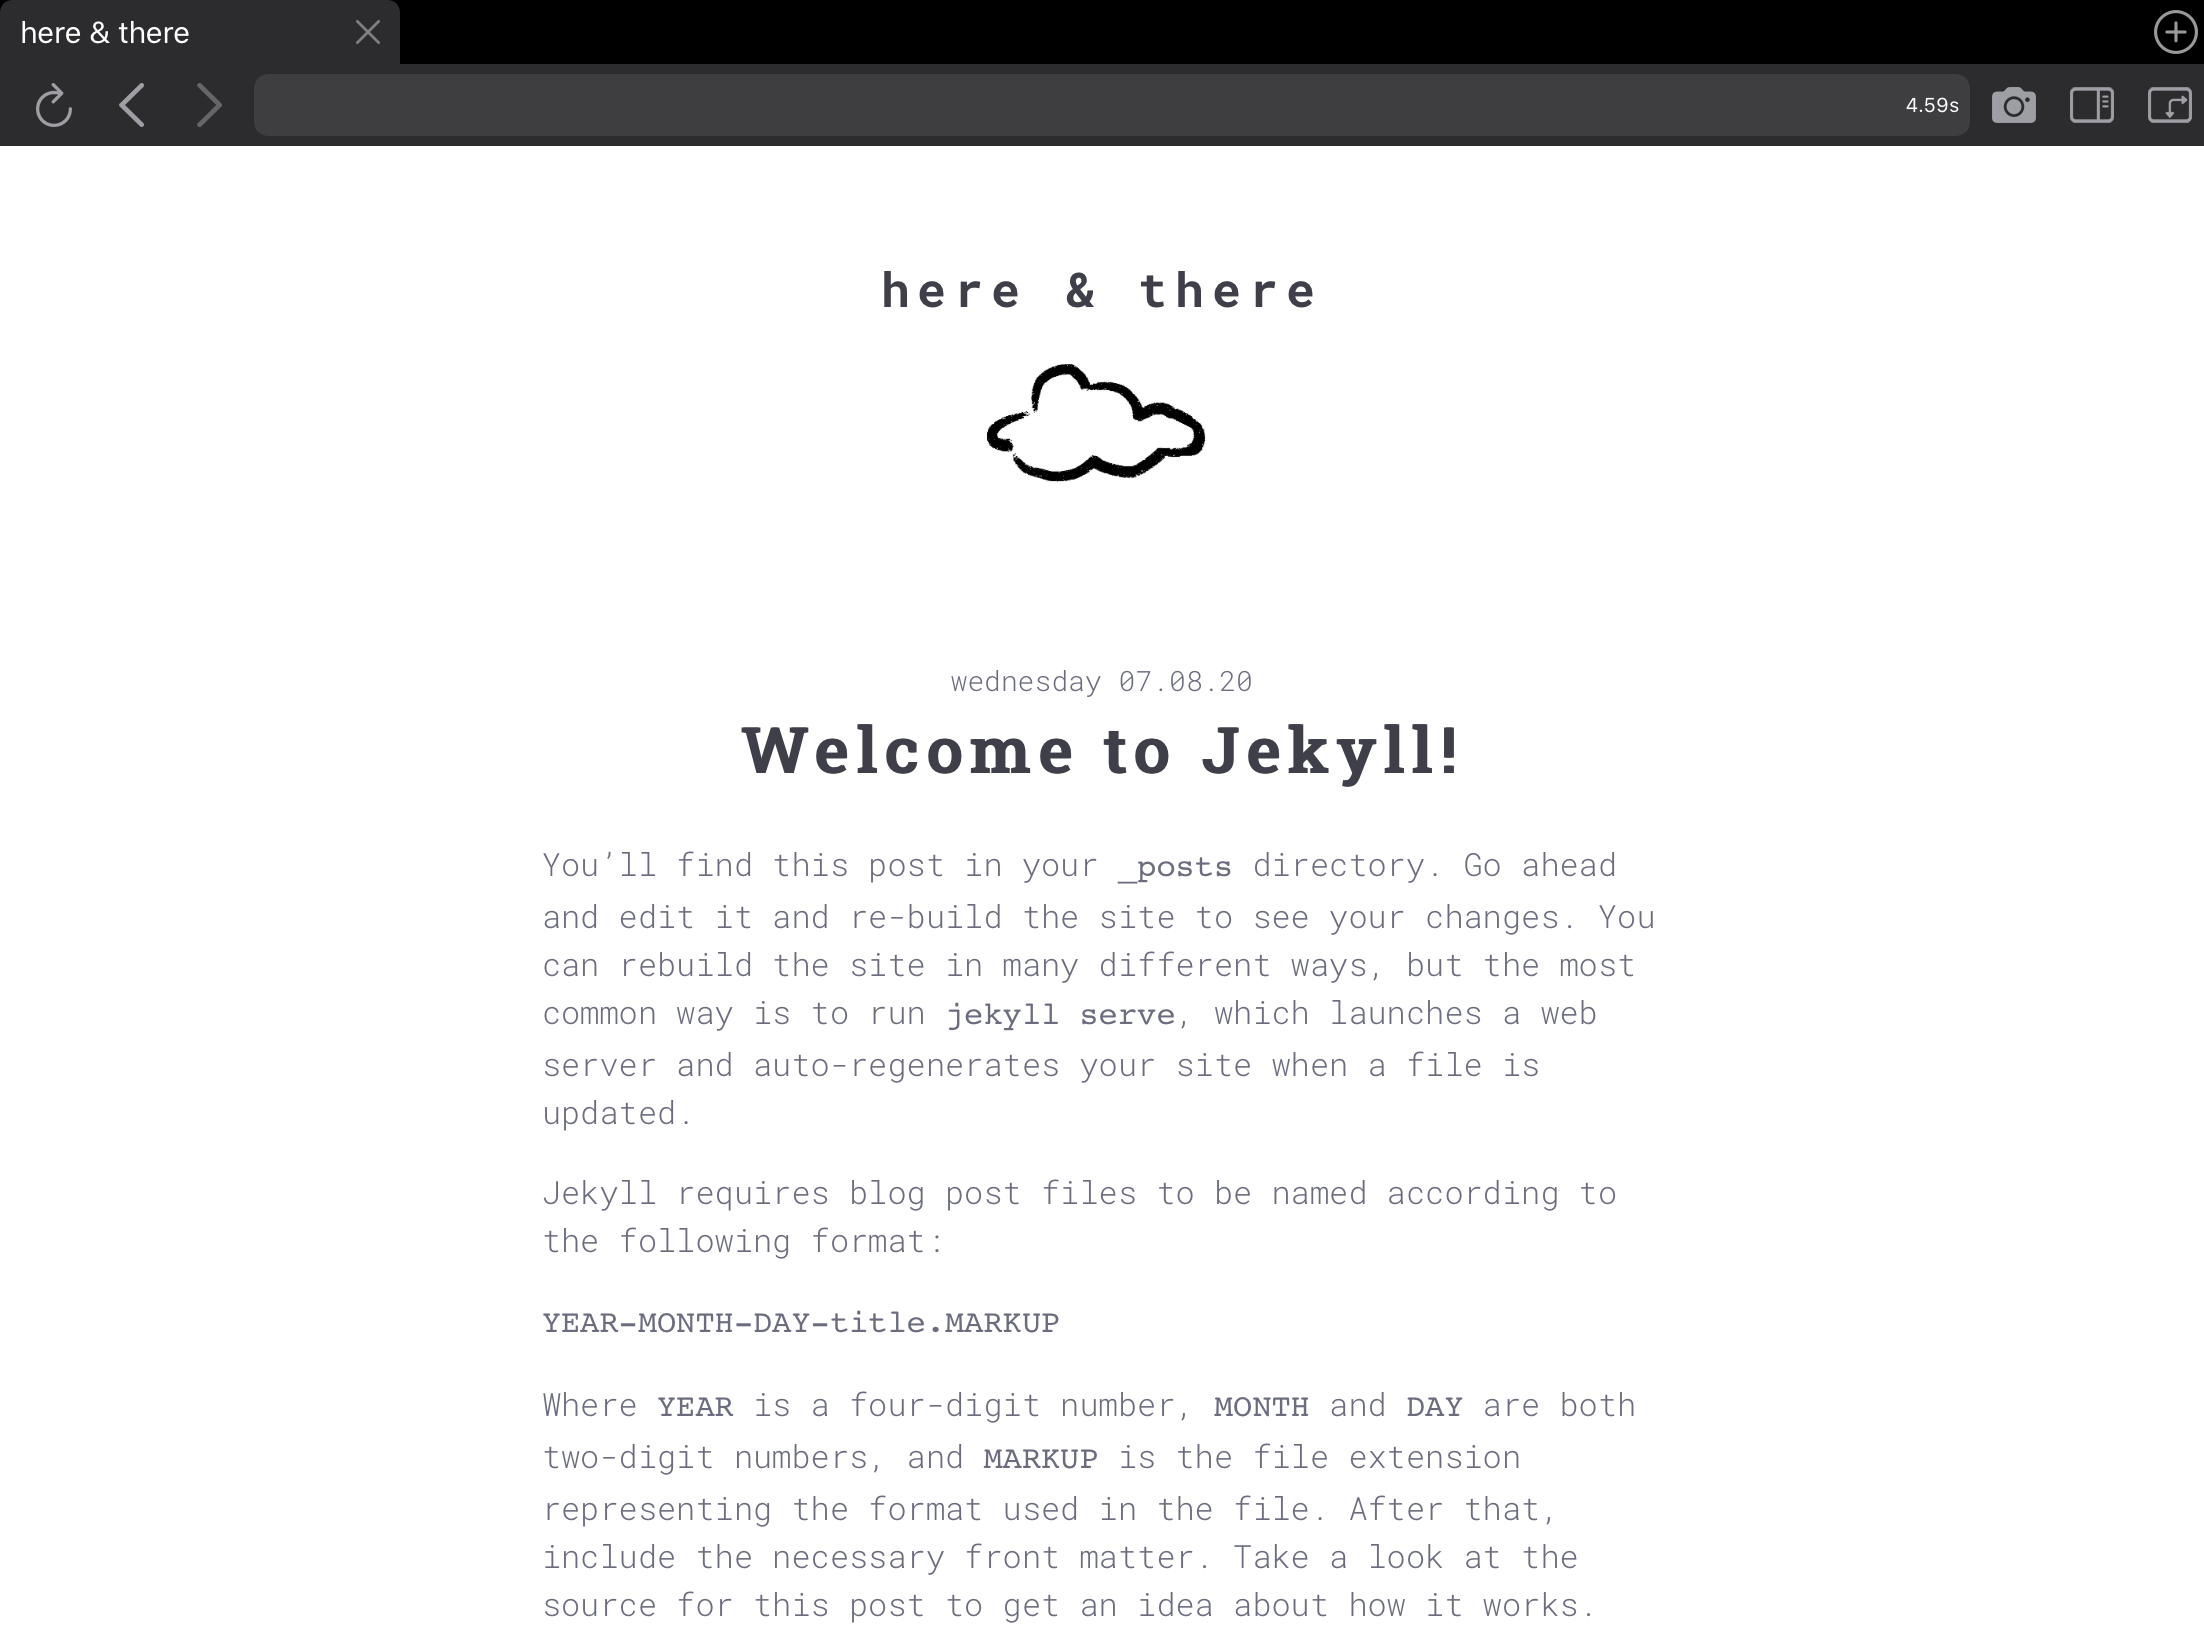 here & there
4.59s
here & there
wednesday 07.08.20
Welcome to Jekyll!
You’ll find this post in your _posts directory. Go ahead
and edit it and re-build the site to see your changes. You
can rebuild the site in many different ways, but the most
common way is to run jekyll serve, which launches a web
server and auto-regenerates your site when a file is
updated.
Jekyll requires blog post files to be named according to
the following format:
YEAR-MONTH-DAY-title.MARKUP
Where YEAR is a four-digit number, MONTH and DAY are both
two-digit numbers, and MARKUP is the file extension
representing the format used in the file. After that,
include the necessary front matter. Take a look at the
source for this post to get an idea about how it works.